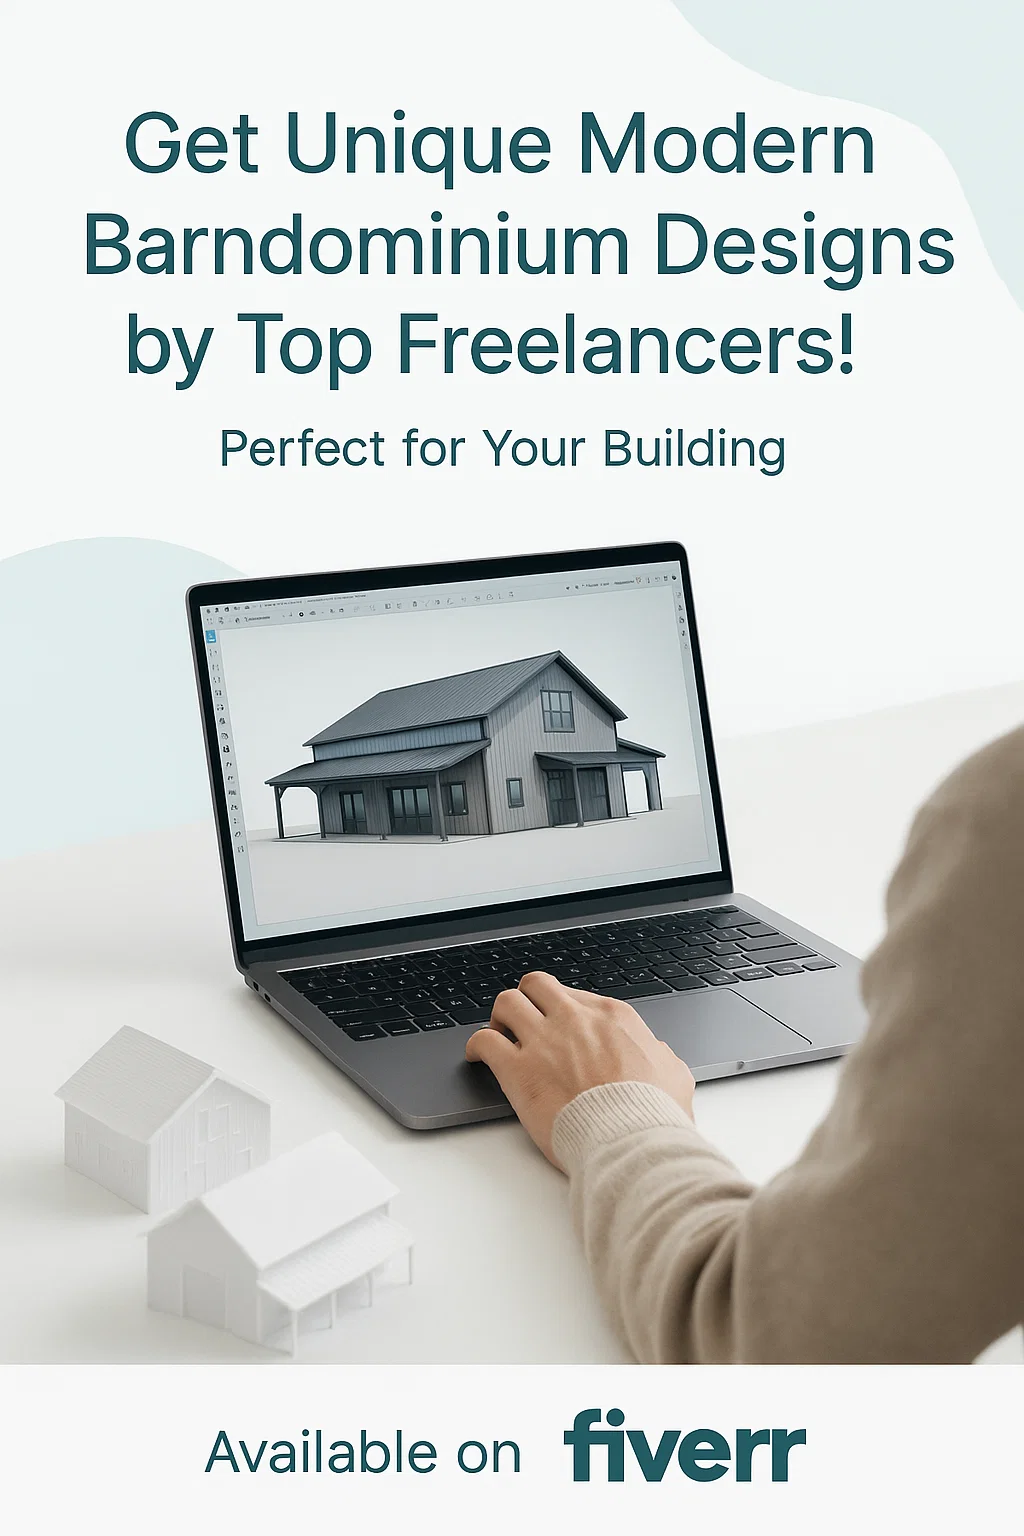 Get Unique Modern
Barndominium Designs
by Top Freelancers!
Perfect for Your Building
Available on fiverr